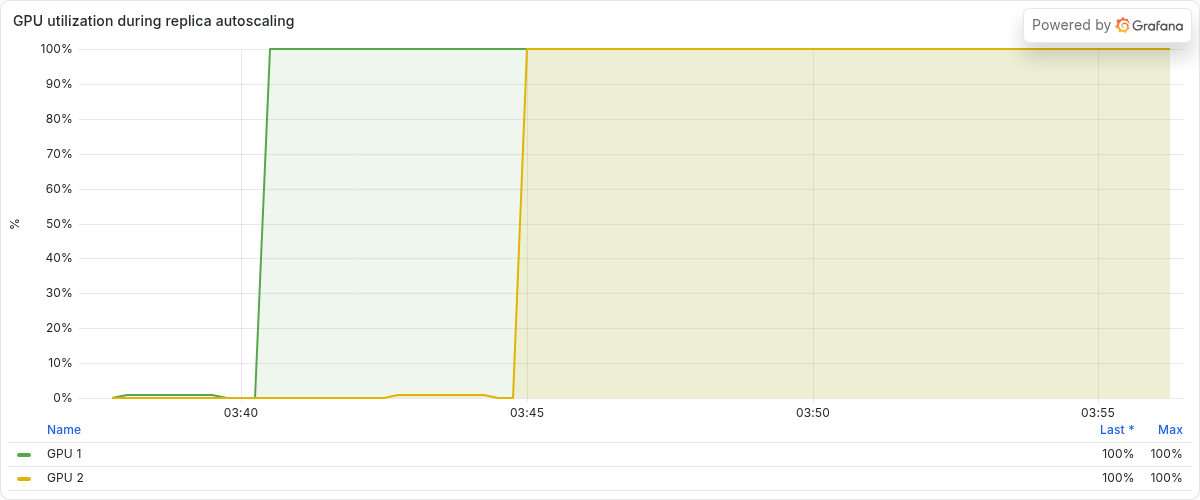 GPU utilization during replica autoscaling
Powered by Grafana
100%
90%
80%
70%
60%
50%
40%
30%
20%
10%
0%
%
03:40 03:45 03:50 03:55
Name Last * Max
GPU 1 100% 100%
GPU 2 100% 100%